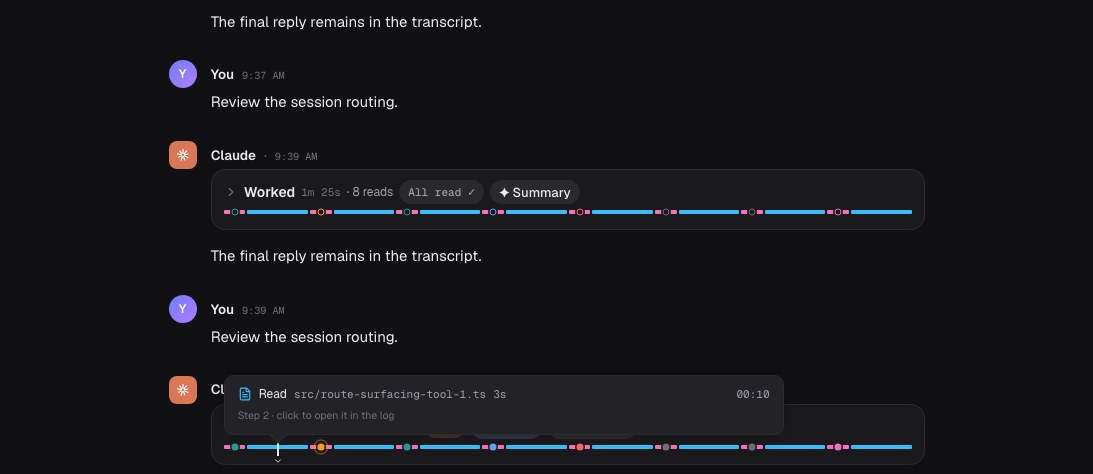 The final reply remains in the transcript.
Y You 9:37 AM
Review the session routing.
Claude · 9:39 AM
Worked 1m 25s · 8 reads All read ✓ ✦ Summary
The final reply remains in the transcript.
Y You 9:39 AM
Review the session routing.
Cl
Read src/route-surfacing-tool-1.ts 3s 00:10
Step 2 · click to open it in the log